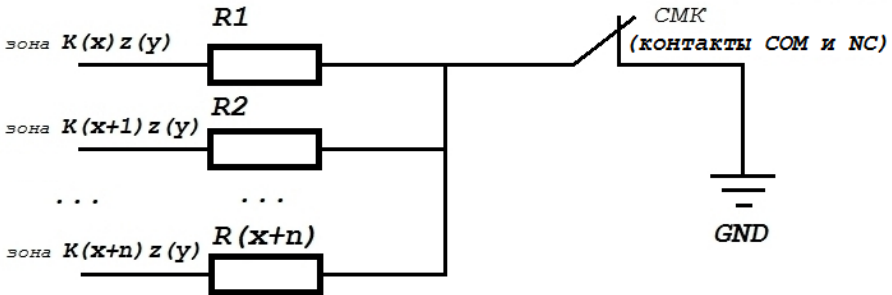 R1
СМК
зона K(x)z(y)
(контакты COM и NC)
R2
зона K(x+1)z(y)
... ...
R(x+n)
GND
зона K(x+n)z(y)